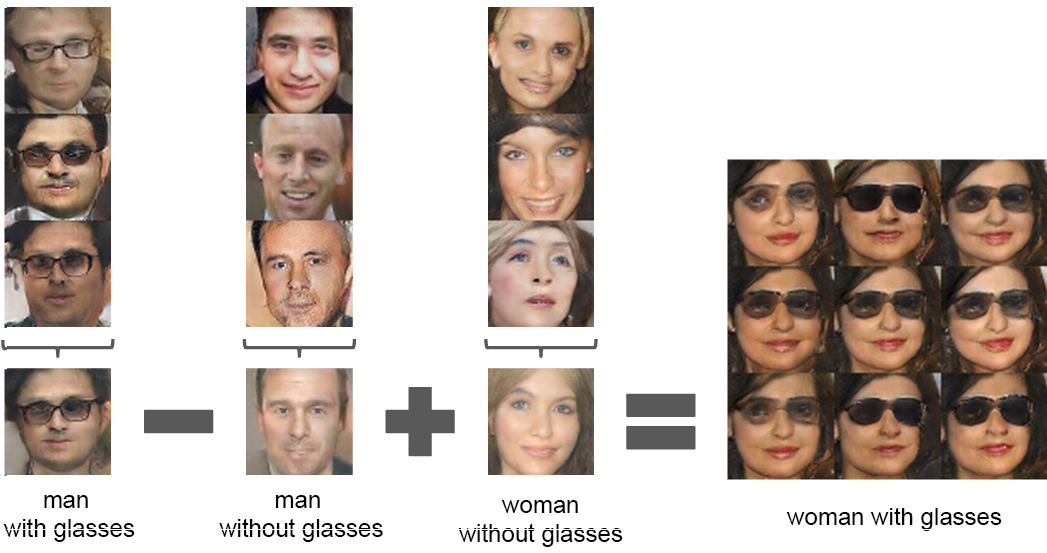 man
with glasses
man
without glasses
woman
without glasses
woman with glasses